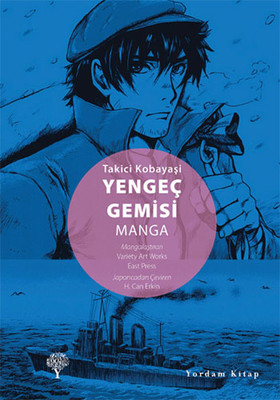 Takici Kobayaşi
YENGEÇ
GEMİSİ
MANGA
Mangalaştıran
Variety Art Works
East Press
Japoncadan Çeviren
H. Can Erkin
Yordam Kitap